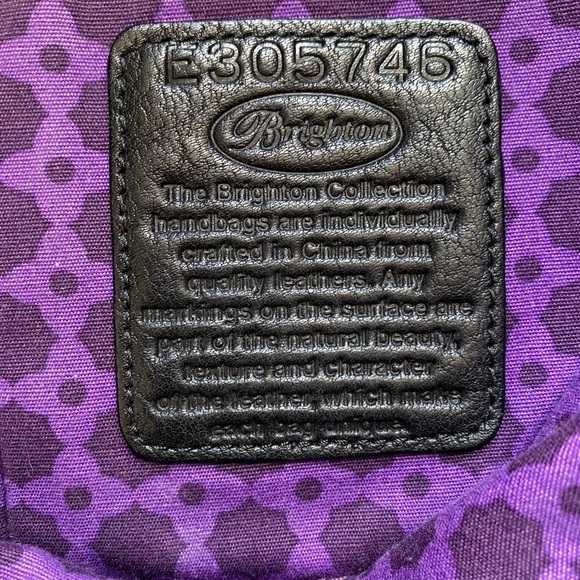 E305746
Brighton
The Brighton Collection
handbags are individually
crafted in China from
quality leathers. Any
markings on the surface are
part of the natural beauty,
texture and character
of the leather, which make
each bag unique.